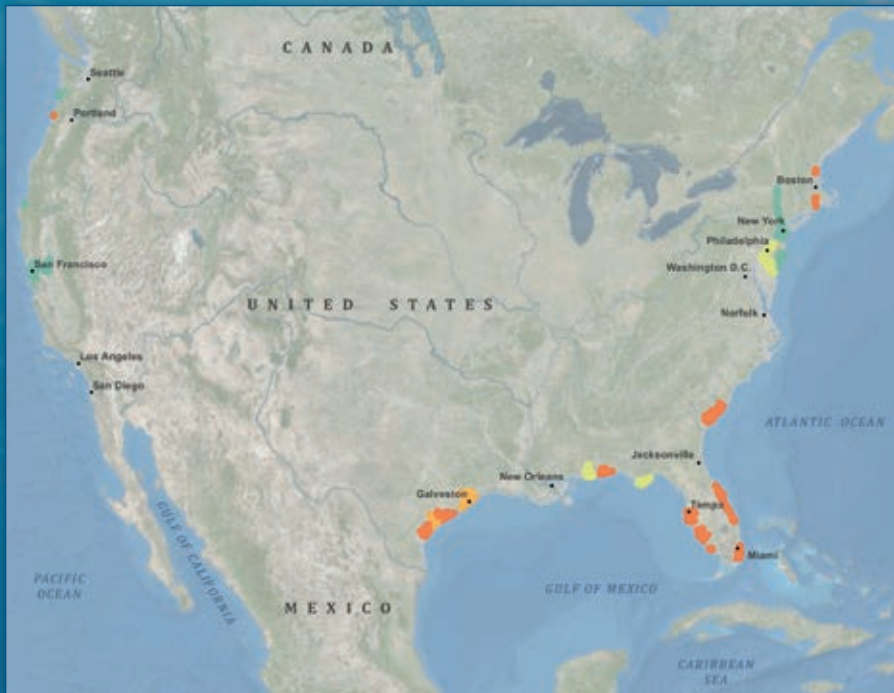 CANADA
Seattle
Portland
Boston
New York
Philadelphia
San Francisco
Washington D.C.
UNITED STATES
Norfolk
Los Angeles
San Diego
ATLANTIC OCEAN
Jacksonville
New Orleans
Galveston
Tampa
GULF OF CALIFORNIA
Miami
PACIFIC
OCEAN
GULF OF MEXICO
MEXICO
CARIBBEAN
SEA